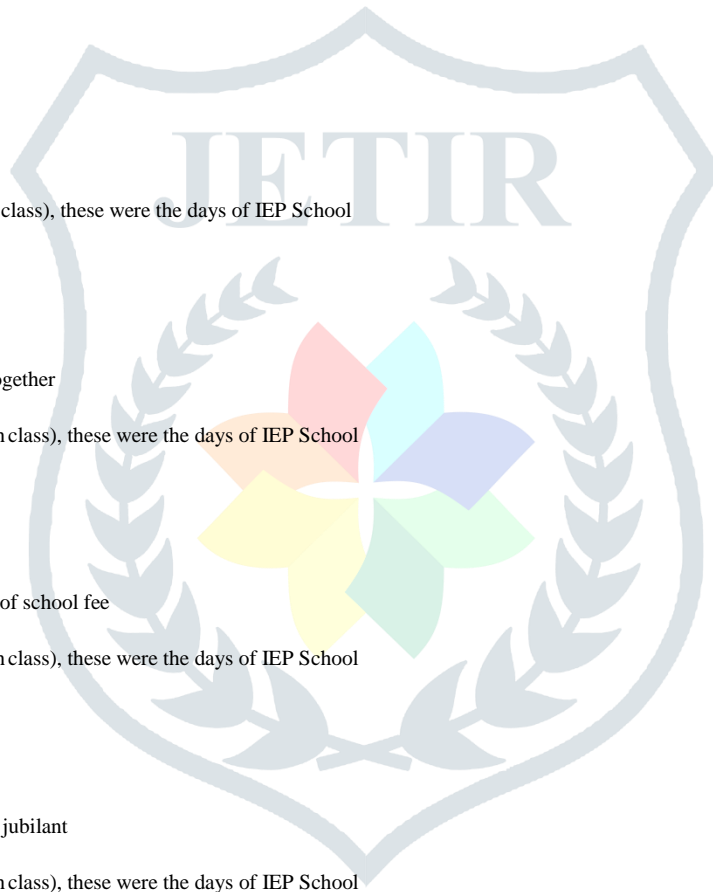 JETIR
class), these were the days of IEP School
ogether
class), these were the days of IEP School
of school fee
class), these were the days of IEP School
jubilant
class), these were the days of IEP School